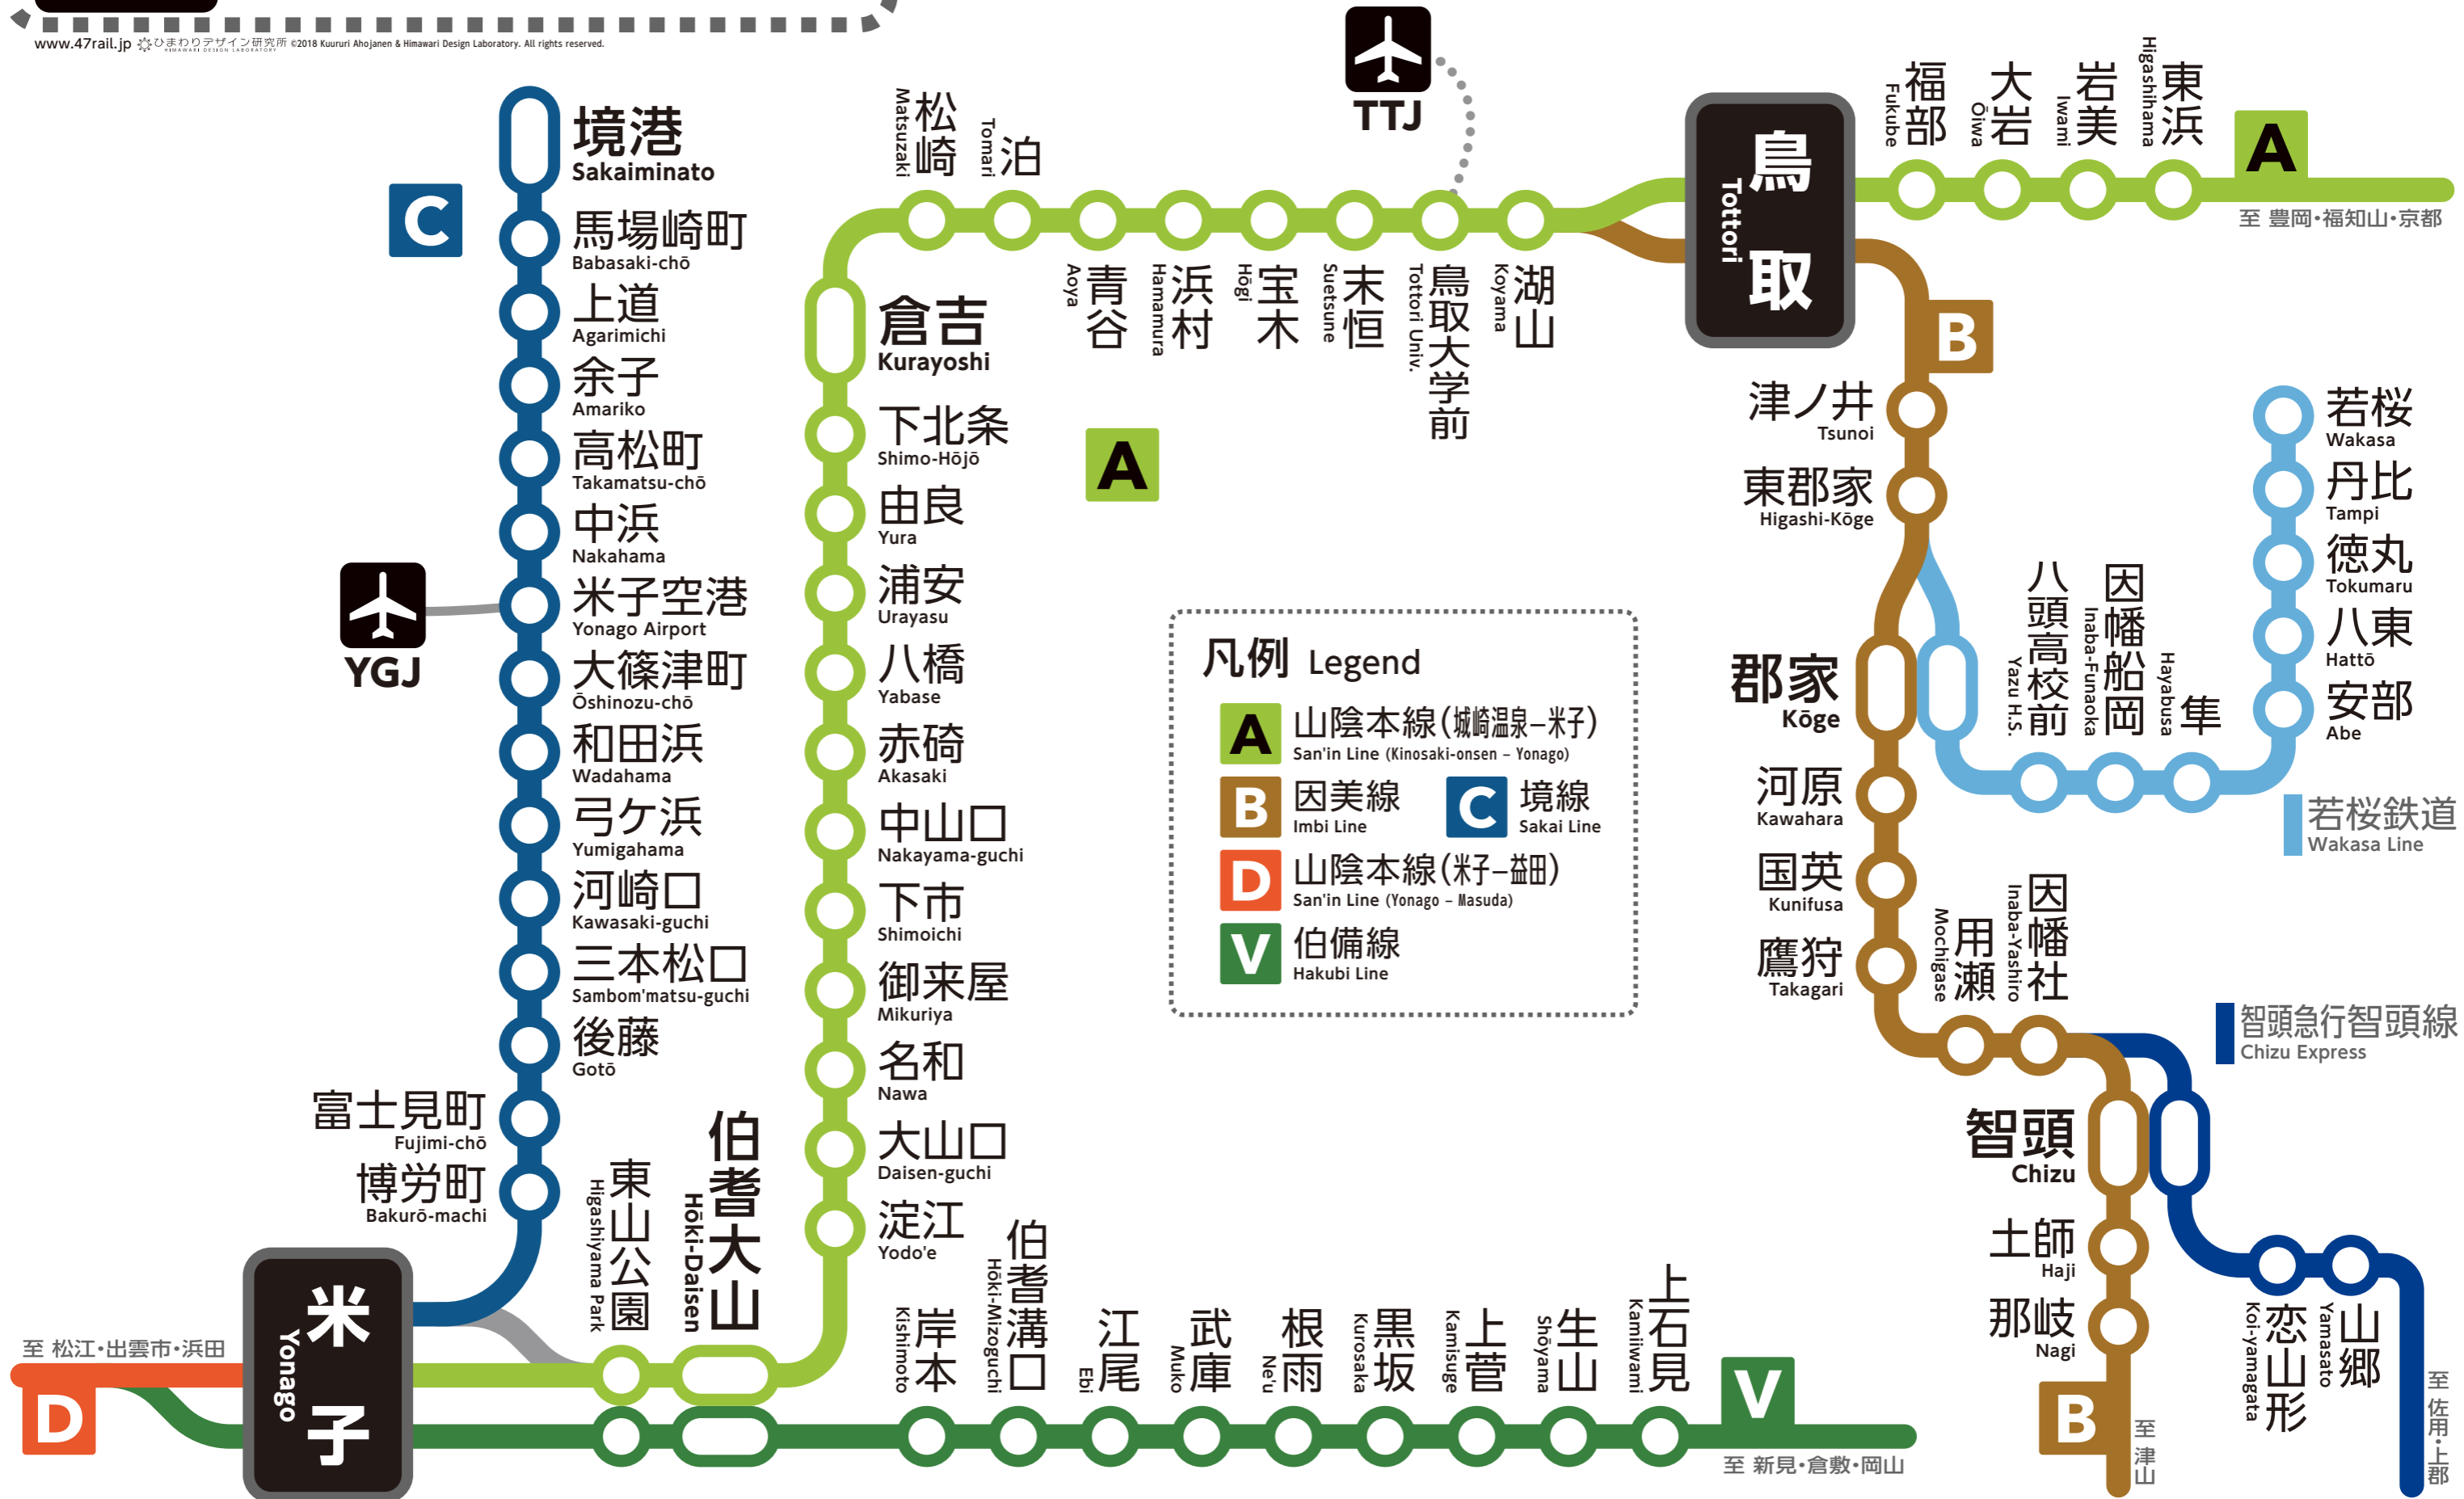 www.47rail.jp ひまわりデザイン研究所 ©2018 Kuururi Ahojanen & Himawari Design Laboratory. All rights reserved.
HIMAWARI DESIGN LABORATORY
C
境港
Sakaiminato
馬場崎町
Babasaki-chō
上道
Agarimichi
余子
Amariko
高松町
Takamatsu-chō
中浜
Nakahama
米子空港
Yonago Airport
YGJ
大篠津町
Ōshinozu-chō
和田浜
Wadahama
弓ケ浜
Yumigahama
河崎口
Kawasaki-guchi
三本松口
Sambom'matsu-guchi
後藤
Gotō
富士見町
Fujimi-chō
博労町
Bakurō-machi
米子
Yonago
至 松江・出雲市・浜田
D
東山公園
Higashiyama Park
伯耆大山
Hōki-Daisen
松崎
Matsuzaki
泊
Tomari
青谷
Aoya
浜村
Hamamura
宝木
Hōgi
末恒
Suetsune
鳥取大学前
Tottori Univ.
湖山
Koyama
TTJ
鳥取
Tottori
福部
Fukube
大岩
Ōiwa
岩美
Iwami
東浜
Higashihama
A
至 豊岡・福知山・京都
倉吉
Kurayoshi
下北条
Shimo-Hōjō
由良
Yura
浦安
Urayasu
八橋
Yabase
赤碕
Akasaki
中山口
Nakayama-guchi
下市
Shimoichi
御来屋
Mikuriya
名和
Nawa
大山口
Daisen-guchi
淀江
Yodo'e
A
凡例 Legend
A 山陰本線(城崎温泉–米子)
San'in Line (Kinosaki-onsen – Yonago)
B 因美線
Imbi Line
C 境線
Sakai Line
D 山陰本線(米子–益田)
San'in Line (Yonago – Masuda)
V 伯備線
Hakubi Line
B
津ノ井
Tsunoi
東郡家
Higashi-Kōge
郡家
Kōge
河原
Kawahara
国英
Kunifusa
鷹狩
Takagari
用瀬
Mochigase
因幡社
Inaba-Yashiro
智頭
Chizu
土師
Haji
那岐
Nagi
B
至 津山
八頭高校前
Yazu H.S.
因幡船岡
Inaba-Funaoka
隼
Hayabusa
若桜
Wakasa
丹比
Tampi
徳丸
Tokumaru
八東
Hattō
安部
Abe
若桜鉄道
Wakasa Line
智頭急行智頭線
Chizu Express
恋山形
Koi-yamagata
山郷
Yamasato
至 佐用・上郡
岸本
Kishimoto
伯耆溝口
Hōki-Mizoguchi
江尾
Ebi
武庫
Muko
根雨
Ne'u
黒坂
Kurosaka
上菅
Kamisuge
生山
Shōyama
上石見
Kamiiwami
V
至 新見・倉敷・岡山